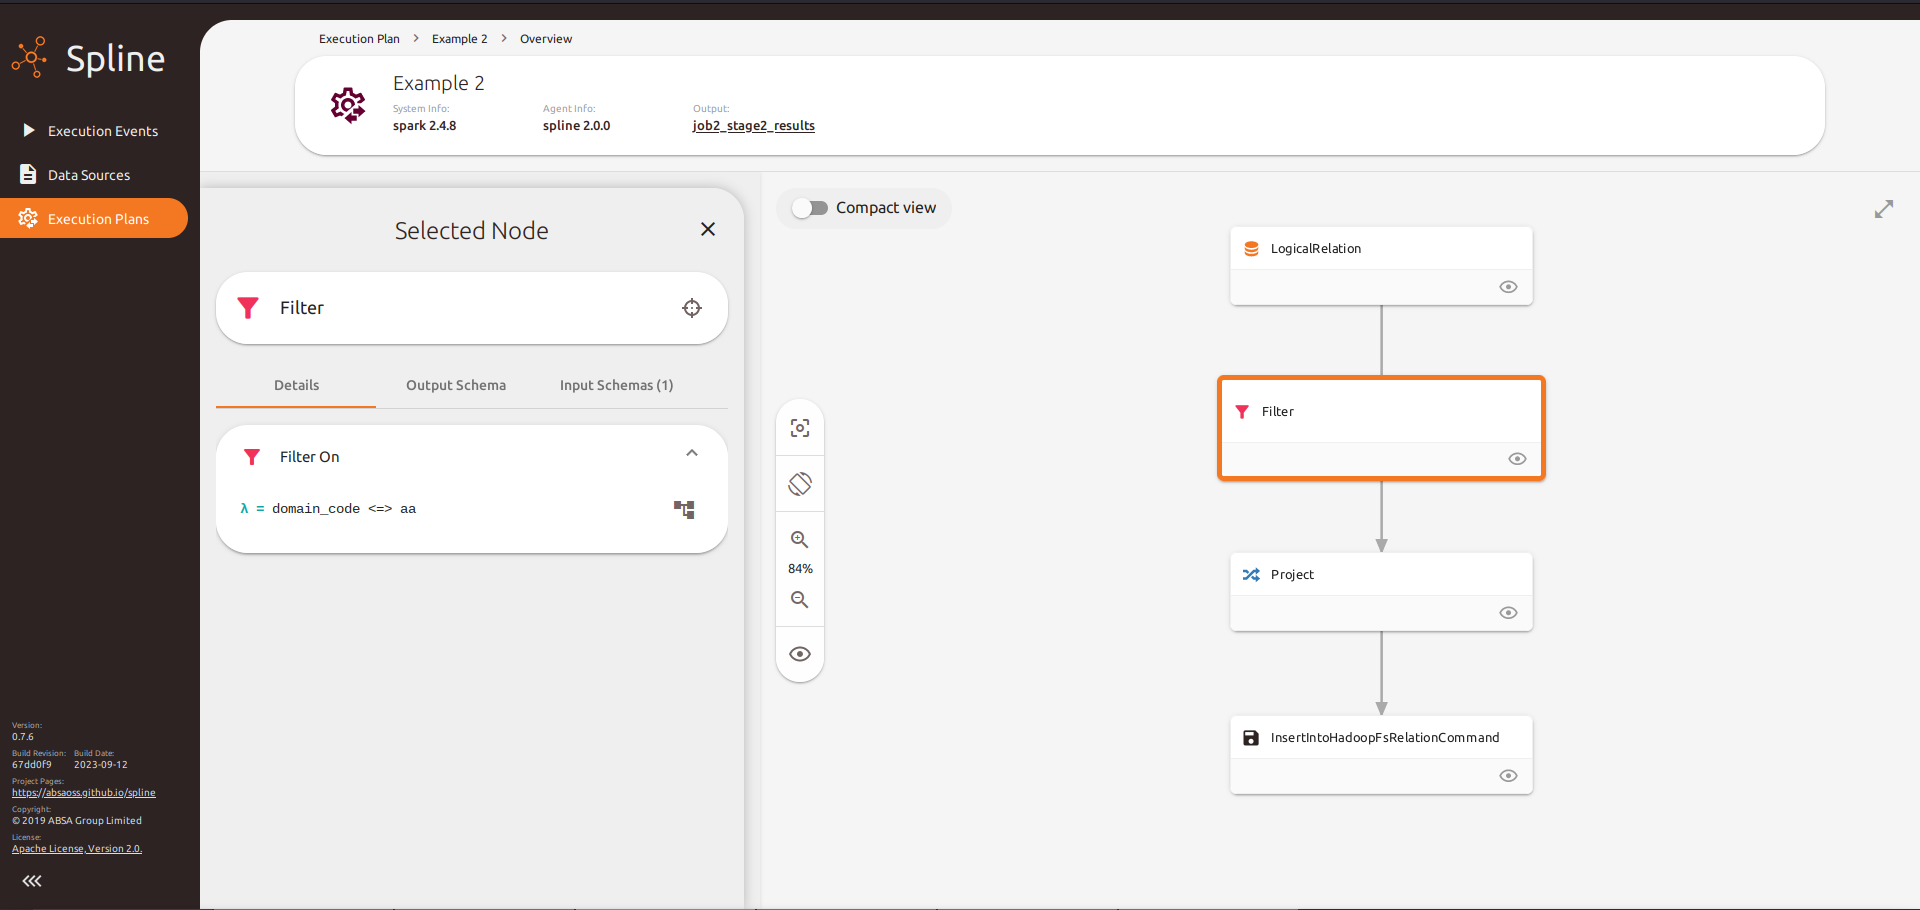 Spline
Execution Events
Data Sources
Execution Plans
Version:
0.7.6
Build Revision: Build Date:
67dd0f9 2023-09-12
Project Pages:
https://absaoss.github.io/spline
Copyright:
© 2019 ABSA Group Limited
License:
Apache License, Version 2.0.
Execution Plan > Example 2 > Overview
Example 2
System Info: Agent Info: Output:
spark 2.4.8 spline 2.0.0 job2_stage2_results
Selected Node
Filter
Details Output Schema Input Schemas (1)
Filter On
λ = domain_code <=> aa
Compact view
84%
LogicalRelation
Filter
Project
InsertIntoHadoopFsRelationCommand